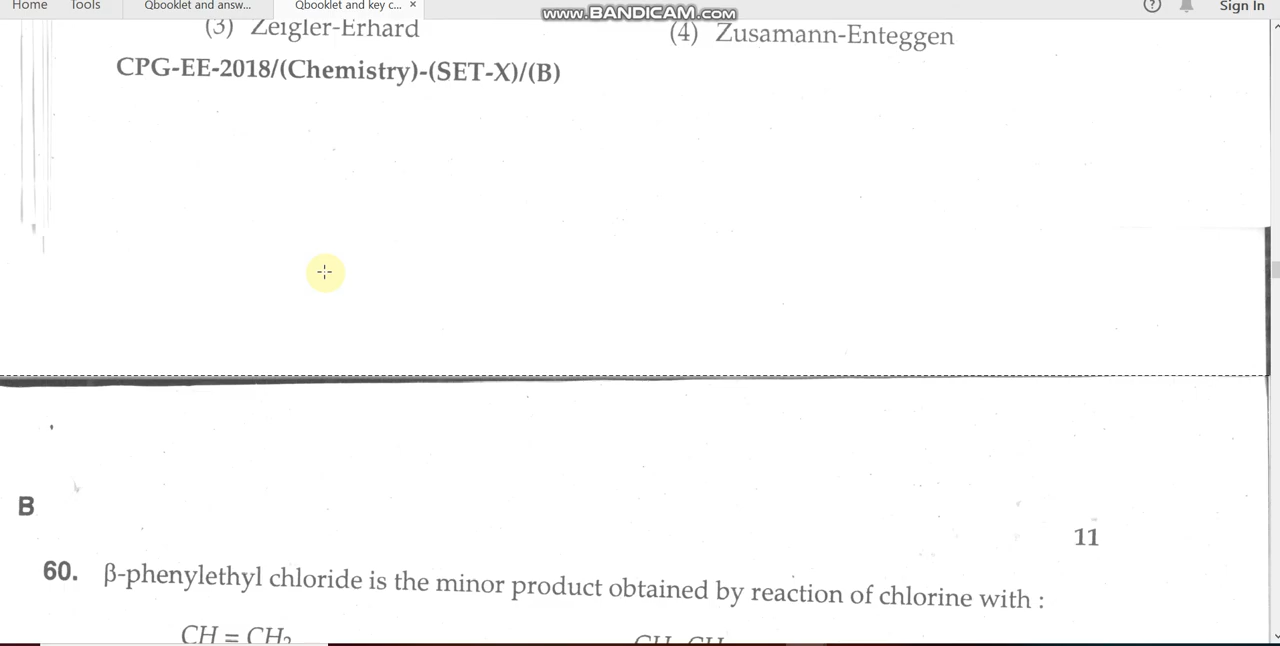 Home Tools Qbooklet and answ... Qbooklet and key c... × www.BANDICAM.com Sign In
(3) Zeigler-Erhard (4) Zusamann-Enteggen
CPG-EE-2018/(Chemistry)-(SET-X)/(B)
B
11
60. β-phenylethyl chloride is the minor product obtained by reaction of chlorine with :
CH = CH2